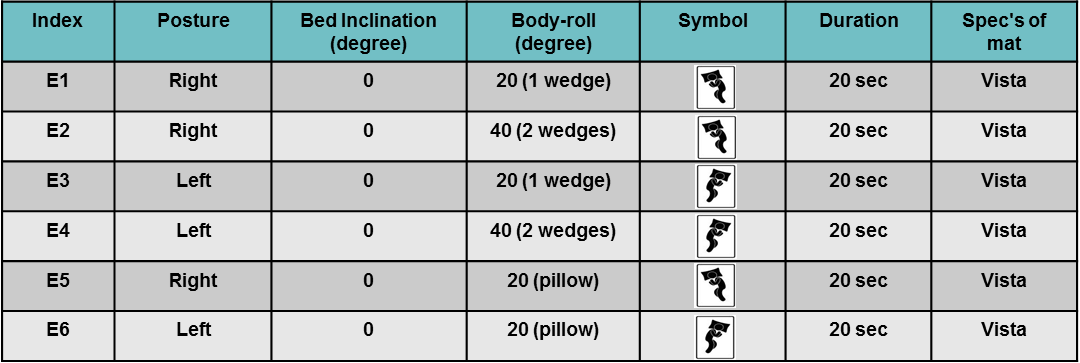 Index Posture Bed Inclination (degree) Body-roll (degree) Symbol Duration Spec's of mat
E1 Right 0 20 (1 wedge) 20 sec Vista
E2 Right 0 40 (2 wedges) 20 sec Vista
E3 Left 0 20 (1 wedge) 20 sec Vista
E4 Left 0 40 (2 wedges) 20 sec Vista
E5 Right 0 20 (pillow) 20 sec Vista
E6 Left 0 20 (pillow) 20 sec Vista